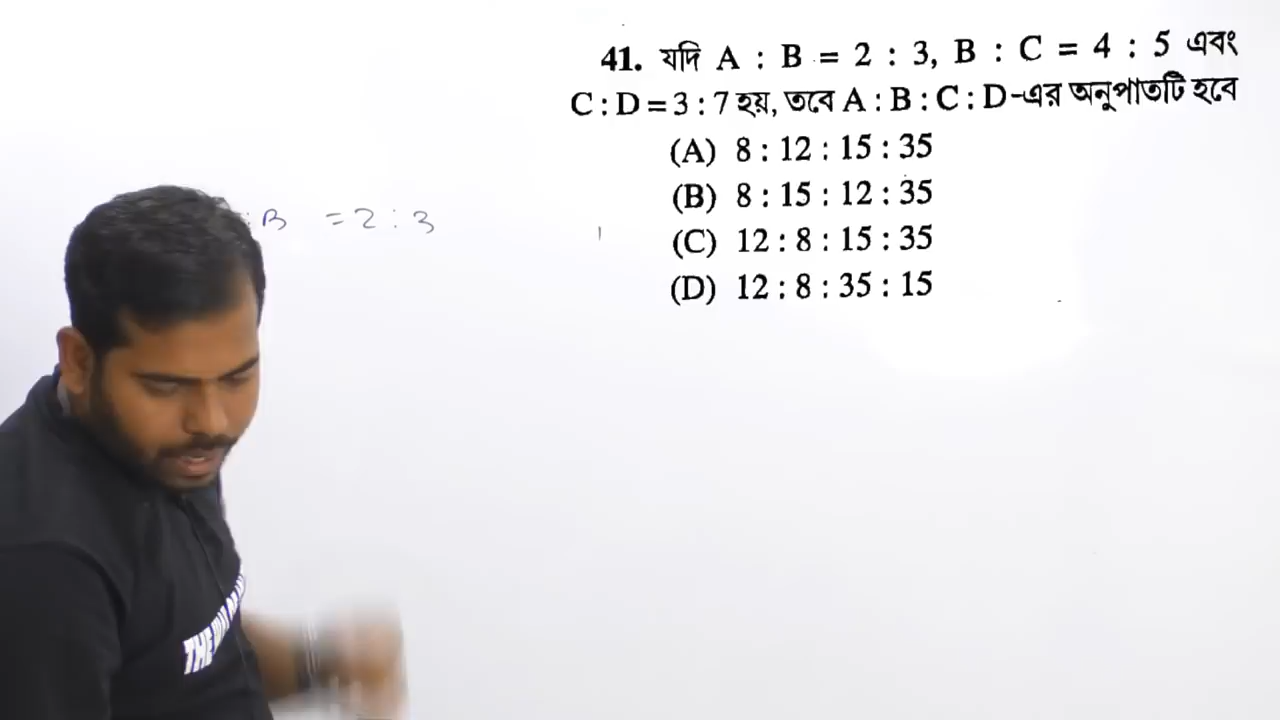 41. যদি A : B = 2 : 3, B : C = 4 : 5 এবং
C : D = 3 : 7 হয়, তবে A : B : C : D-এর অনুপাতটি হবে
(A) 8 : 12 : 15 : 35
(B) 8 : 15 : 12 : 35
(C) 12 : 8 : 15 : 35
(D) 12 : 8 : 35 : 15
: B = 2 : 3
THE